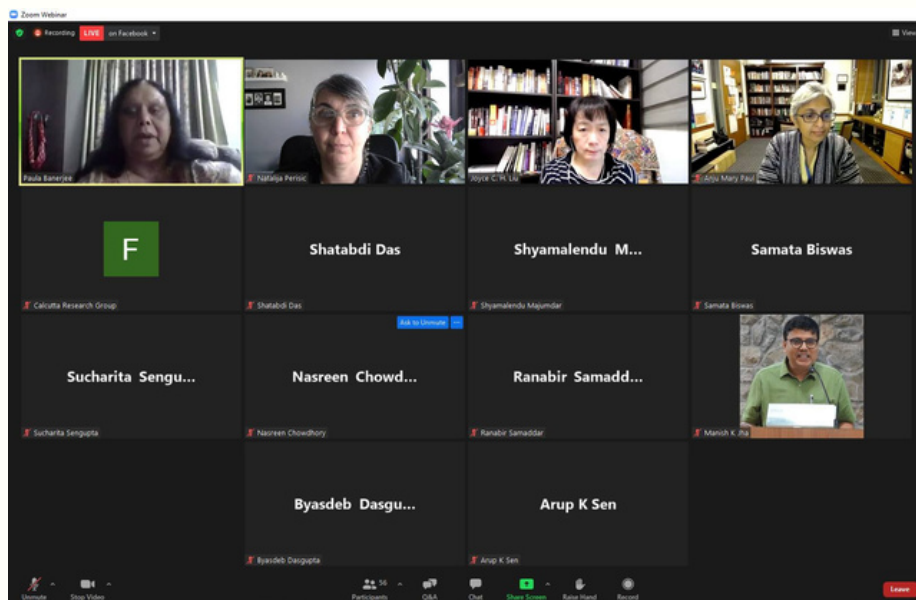 Zoom Webinar
Recording LIVE on Facebook View
Paula Banerjee Natalija Perisic Joyce C. H. Liu Anju Mary Paul
F Shatabdi Das Shyamalendu M... Samata Biswas
Calcutta Research Group Shatabdi Das Shyamalendu Majumdar Samata Biswas
Ask to Unmute ...
Sucharita Sengu... Nasreen Chowd... Ranabir Samadd...
Sucharita Sengupta Nasreen Chowdhory Ranabir Samaddar Manish K Jha
Byasdeb Dasgu... Arup K Sen
Byasdeb Dasgupta Arup K Sen
56
Unmute Stop Video Participants Q&A Chat Share Screen Raise Hand Record Leave